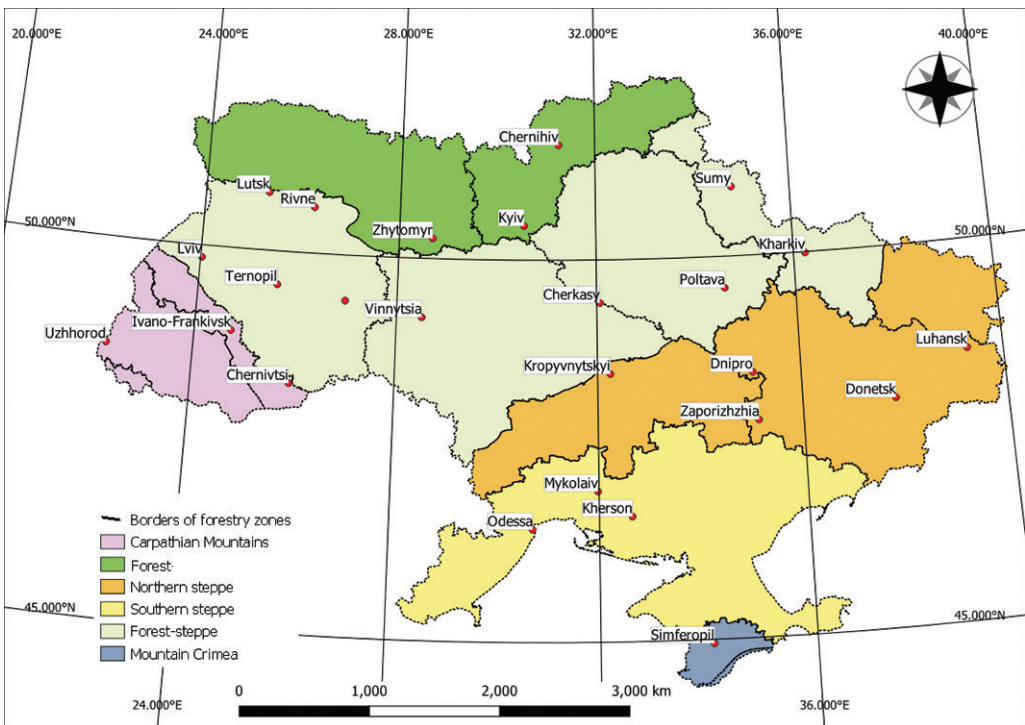 20.000°E
24.000°E
28.000°E
32.000°E
36.000°E
40.000°E
Chernihiv
Sumy
Lutsk
Rivne
Kyiv
Zhytomyr
50.000°N
50.000°N
Lviv
Kharkiv
Ternopil
Poltava
Vinnytsia
Cherkasy
Ivano-Frankivsk
Uzhhorod
Luhansk
Chernivtsi
Kropyvnytskyi
Dnipro
Donetsk
Zaporizhzhia
Mykolaiv
Kherson
Odessa
Borders of forestry zones
Carpathian Mountains
Forest
Northern steppe
Southern steppe
Forest-steppe
Mountain Crimea
45.000°N
45.000°N
Simferopil
0 1,000 2,000 3,000 km
24.000°E
36.000°E